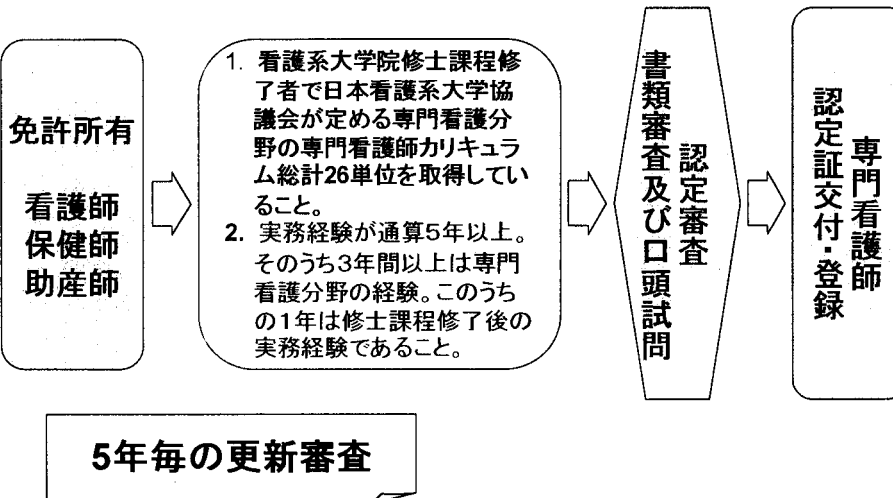 免許所有
看護師
保健師
助産師
1. 看護系大学院修士課程修
了者で日本看護系大学協
議会が定める専門看護分
野の専門看護師カリキュラ
ム総計26単位を取得してい
ること。
2. 実務経験が通算5年以上。
そのうち3年間以上は専門
看護分野の経験。このうち
の1年は修士課程修了後の
実務経験であること。
認定審査
書類審査及び口頭試問
専門看護師
認定証交付・登録
5年毎の更新審査